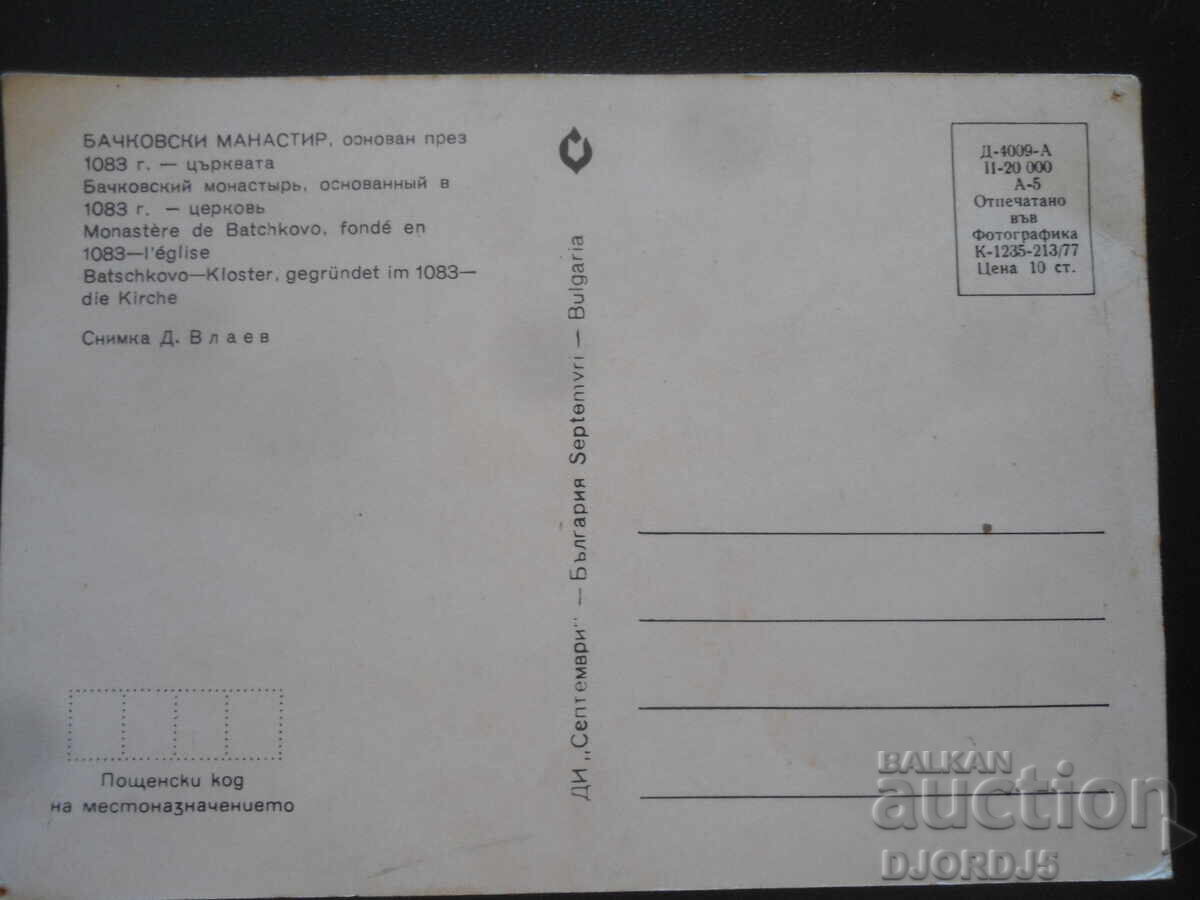 БАЧКОВСКИ МАНАСТИР, основан през
1083 г. — църквата
Бачковский монастырь, основанный в
1083 г. — церковь
Monastère de Batchkovo, fondé en
1083—l'église
Batschkovo—Kloster, gegründet im 1083—
die Kirche
Снимка Д. Влаев
Пощенски код
на местоназначението
ДИ „Септември" — България Septemvri — Bulgaria
Д-4009-А
II-20 000
А-5
Отпечатано
във
Фотографика
К-1235-213/77
Цена 10 ст.
BALKAN
auction
DJORDJ5